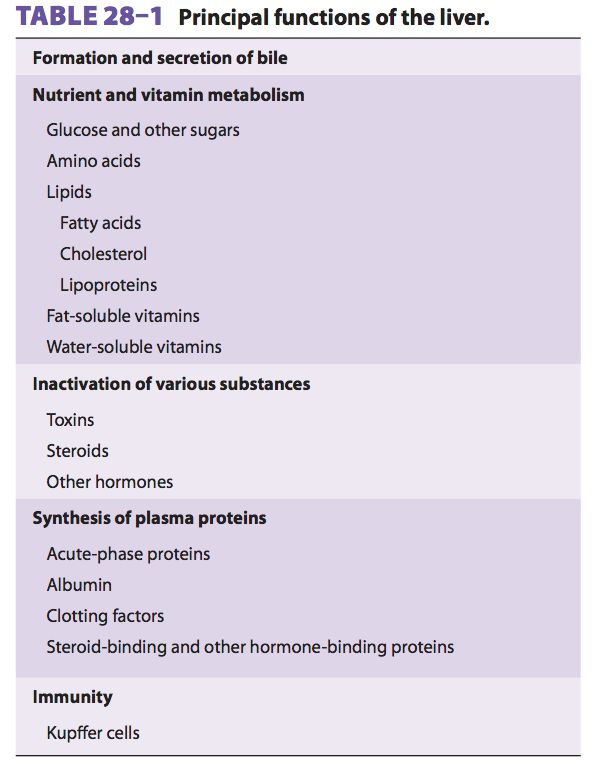 TABLE 28–1 Principal functions of the liver.
Formation and secretion of bile
Nutrient and vitamin metabolism
Glucose and other sugars
Amino acids
Lipids
Fatty acids
Cholesterol
Lipoproteins
Fat-soluble vitamins
Water-soluble vitamins
Inactivation of various substances
Toxins
Steroids
Other hormones
Synthesis of plasma proteins
Acute-phase proteins
Albumin
Clotting factors
Steroid-binding and other hormone-binding proteins
Immunity
Kupffer cells